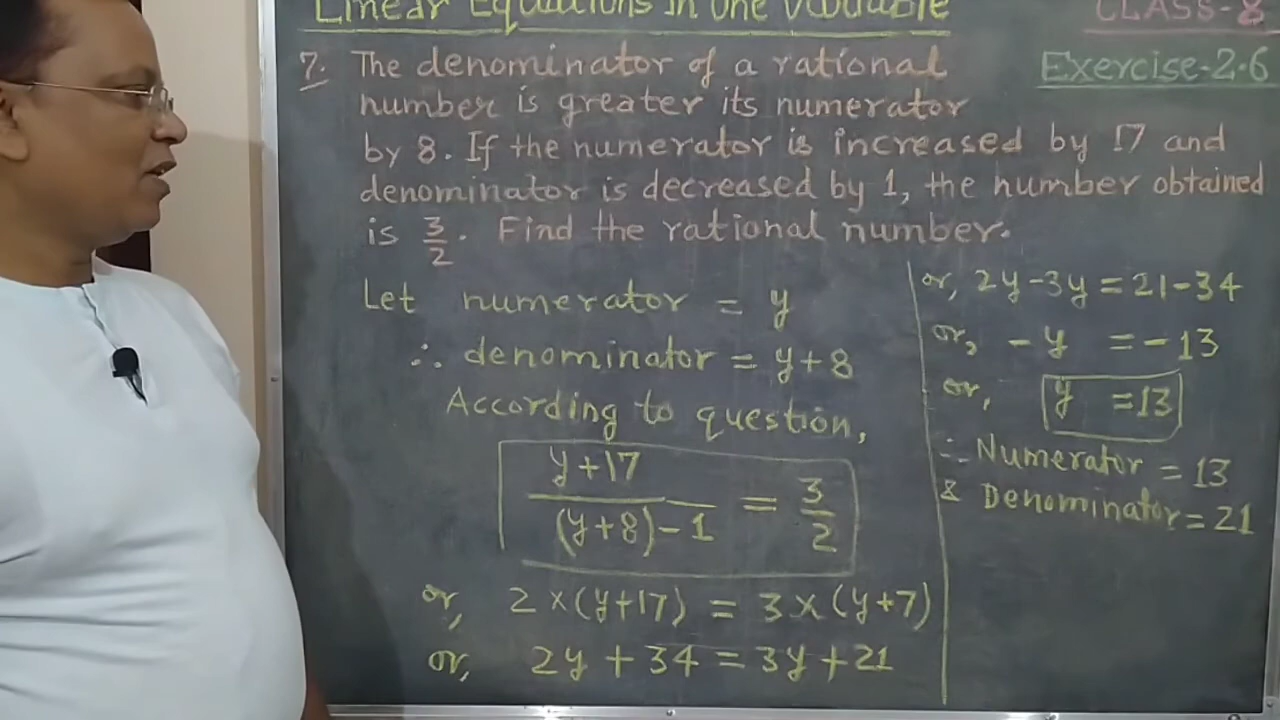 Linear Equations in One Variable
CLASS-8
Exercise-2.6
7. The denominator of a rational
number is greater its numerator
by 8. If the numerator is increased by 17 and
denominator is decreased by 1, the number obtained
is 3/2. Find the rational number.
Let numerator = y
∴ denominator = y+8
According to question,
y+17
/(y+8)-1 = 3/2
or, 2×(y+17) = 3×(y+7)
or, 2y + 34 = 3y + 21
or, 2y-3y = 21-34
or, -y = -13
or, y = 13
∴ Numerator = 13
& Denominator = 21